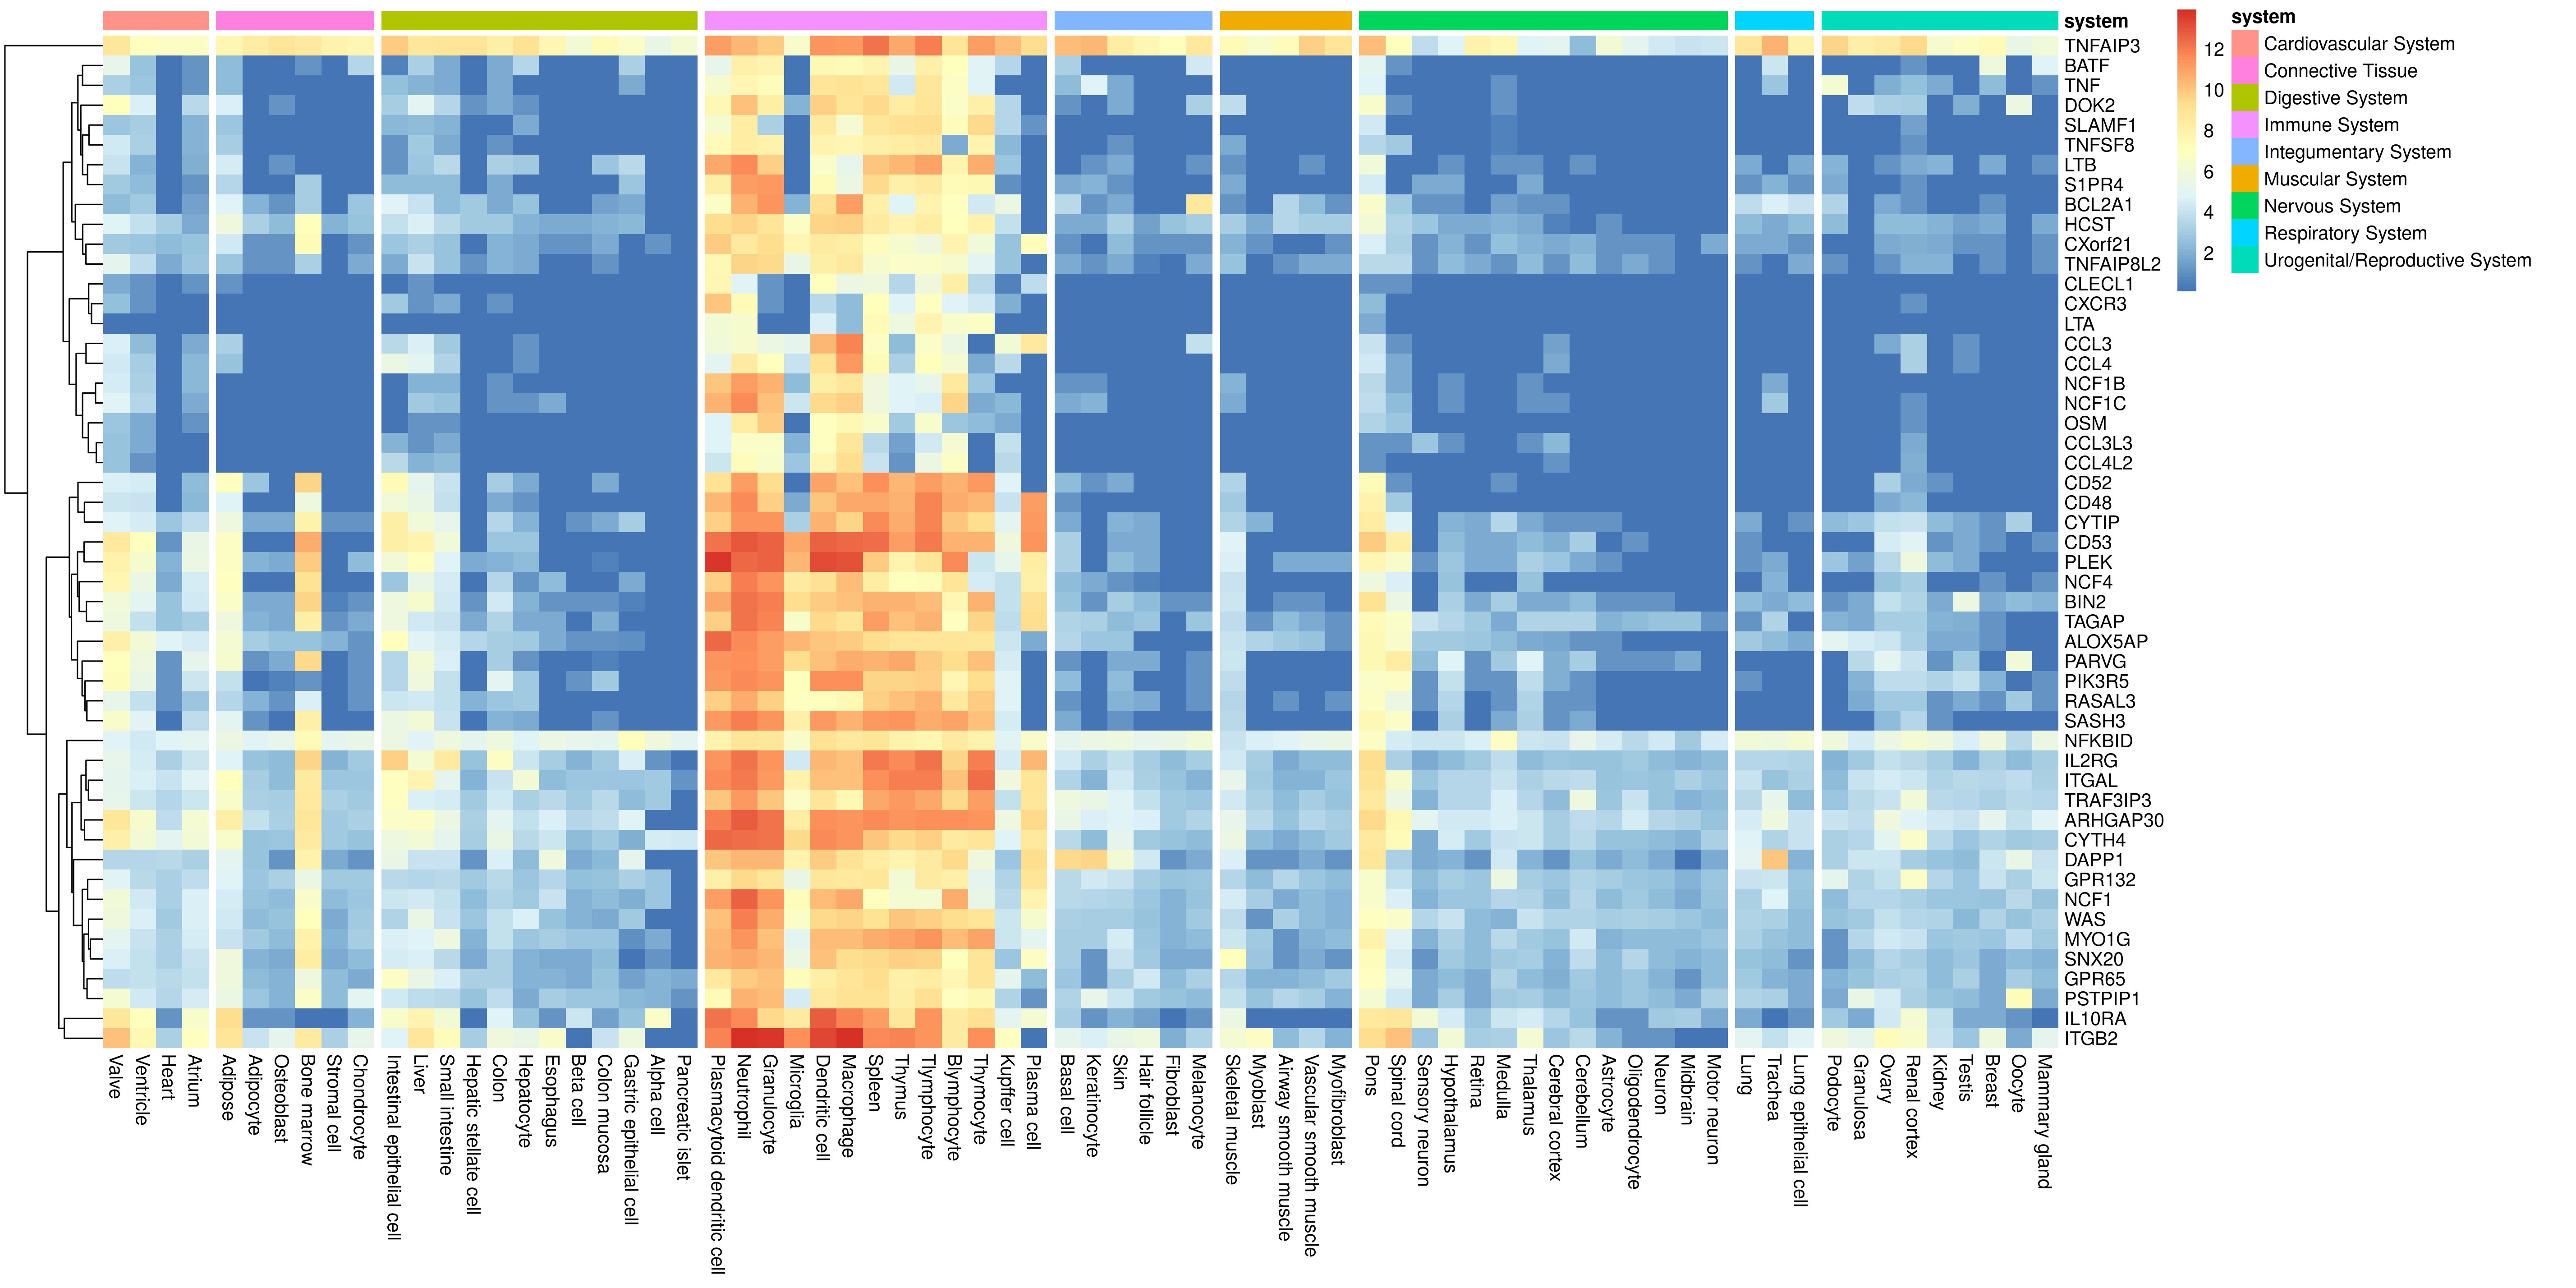 system
TNFAIP3
BATF
TNF
DOK2
SLAMF1
TNFSF8
LTB
S1PR4
BCL2A1
HCST
CXorf21
TNFAIP8L2
CLECL1
CXCR3
LTA
CCL3
CCL4
NCF1B
NCF1C
OSM
CCL3L3
CCL4L2
CD52
CD48
CYTIP
CD53
PLEK
NCF4
BIN2
TAGAP
ALOX5AP
PARVG
PIK3R5
RASAL3
SASH3
NFKBID
IL2RG
ITGAL
TRAF3IP3
ARHGAP30
CYTH4
DAPP1
GPR132
NCF1
WAS
MYO1G
SNX20
GPR65
PSTPIP1
IL10RA
ITGB2
Valve
Ventricle
Heart
Atrium
Adipose
Adipocyte
Osteoblast
Bone marrow
Stromal cell
Chondrocyte
Intestinal epithelial cell
Liver
Small intestine
Hepatic stellate cell
Colon
Hepatocyte
Esophagus
Beta cell
Colon mucosa
Gastric epithelial cell
Alpha cell
Pancreatic islet
Plasmacytoid dendritic cell
Neutrophil
Granulocyte
Microglia
Dendritic cell
Macrophage
Spleen
Thymus
Tlymphocyte
Blymphocyte
Thymocyte
Kupffer cell
Plasma cell
Basal cell
Keratinocyte
Skin
Hair follicle
Fibroblast
Melanocyte
Skeletal muscle
Myoblast
Airway smooth muscle
Vascular smooth muscle
Myofibroblast
Pons
Spinal cord
Sensory neuron
Hypothalamus
Retina
Medulla
Thalamus
Cerebral cortex
Cerebellum
Astrocyte
Oligodendrocyte
Neuron
Midbrain
Motor neuron
Lung
Trachea
Lung epithelial cell
Podocyte
Granulosa
Ovary
Renal cortex
Kidney
Testis
Breast
Oocyte
Mammary gland
12
10
8
6
4
2
system
Cardiovascular System
Connective Tissue
Digestive System
Immune System
Integumentary System
Muscular System
Nervous System
Respiratory System
Urogenital/Reproductive System